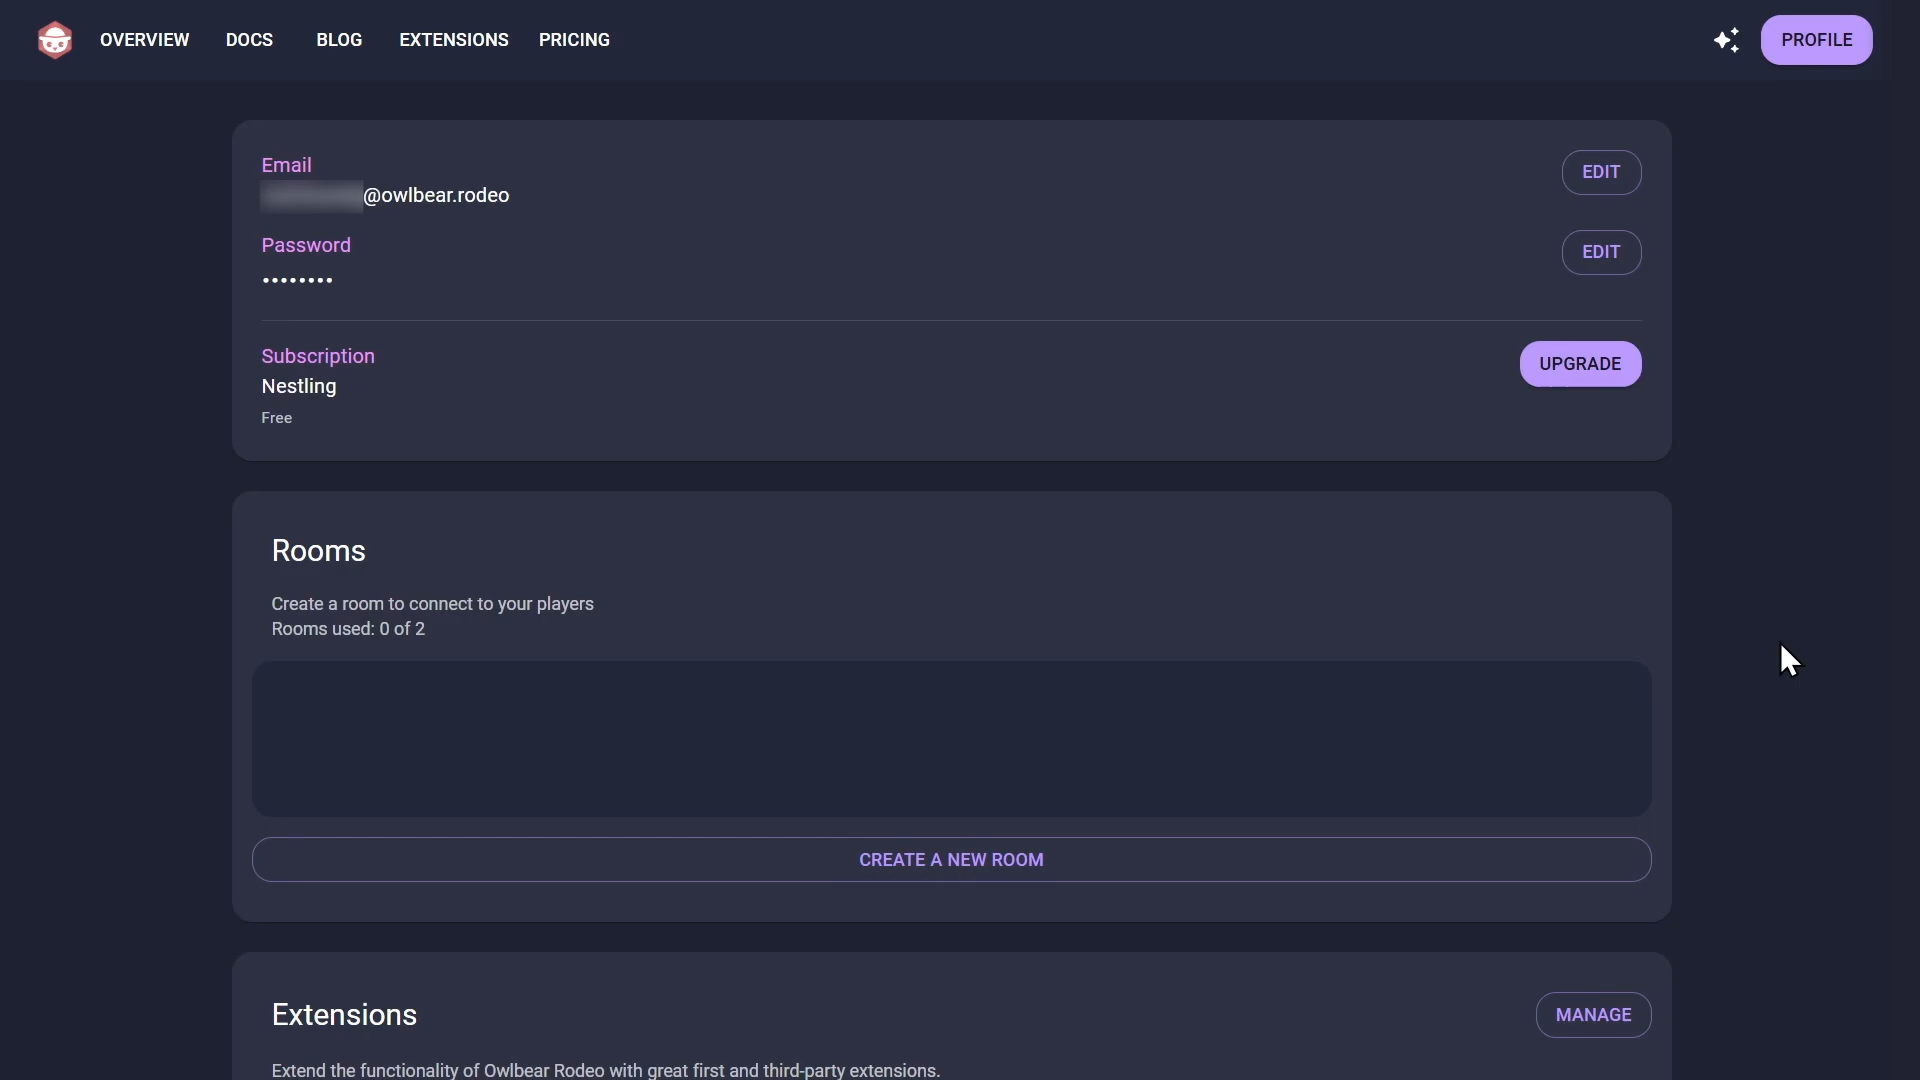 OVERVIEW DOCS BLOG EXTENSIONS PRICING PROFILE
Email
EDIT
@owlbear.rodeo
Password
EDIT
••••••••
Subscription
UPGRADE
Nestling
Free
Rooms
Create a room to connect to your players
Rooms used: 0 of 2
CREATE A NEW ROOM
Extensions
MANAGE
Extend the functionality of Owlbear Rodeo with great first and third-party extensions.